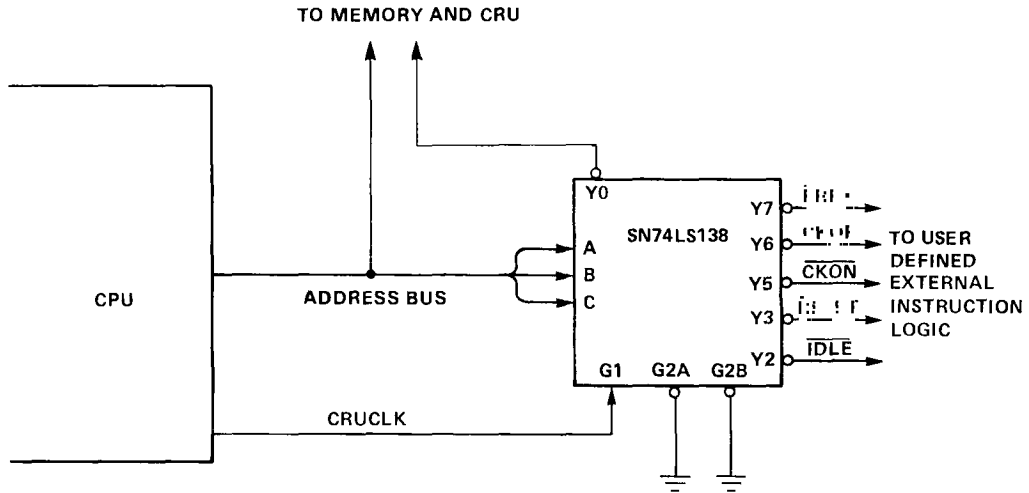 TO MEMORY AND CRU
Y0
SN74LS138
Y7
A
Y6
TO USER
B
Y5
CKON
DEFINED
EXTERNAL
CPU
ADDRESS BUS
C
Y3
INSTRUCTION
LOGIC
Y2
IDLE
G1
G2A
G2B
CRUCLK